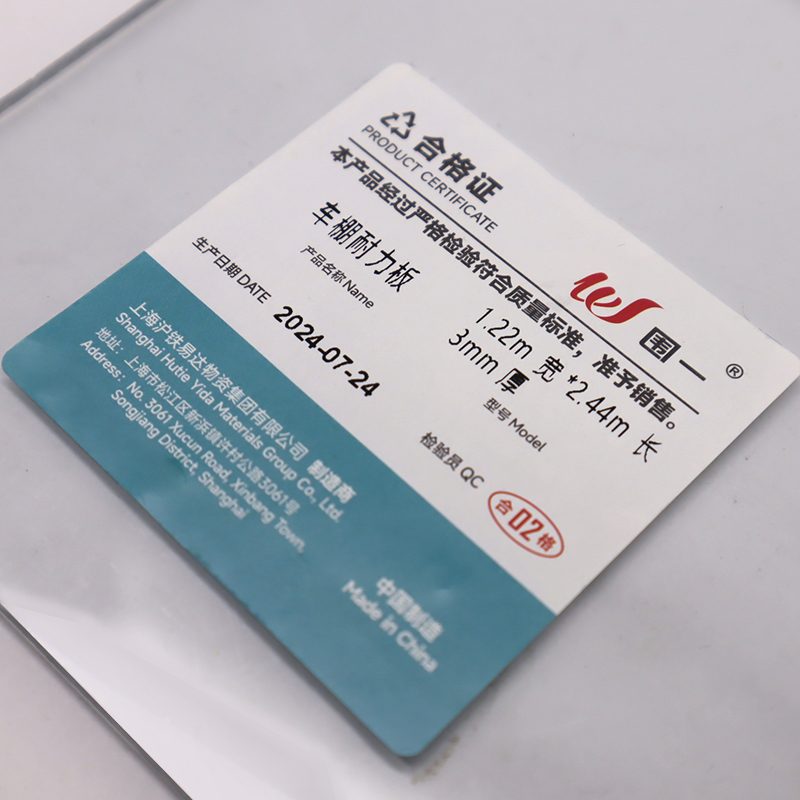 合格证
PRODUCT CERTIFICATE
本产品经过严格检验符合质量标准，准予销售。
围一 ®
车棚耐力板
产品名称 Name
1.22m 宽 *2.44m 长
3mm 厚
型号 Model
生产日期 DATE 2024-07-24
检验员 QC
合 02 格
上海沪铁易达物资集团有限公司 制造商
Shanghai Hutie Yida Materials Group Co., Ltd.
地址：上海市松江区新浜镇许村公路3061号
Address: No. 3061 Xucun Road, Xinbang Town,
Songjiang District, Shanghai
中国制造
Made in China